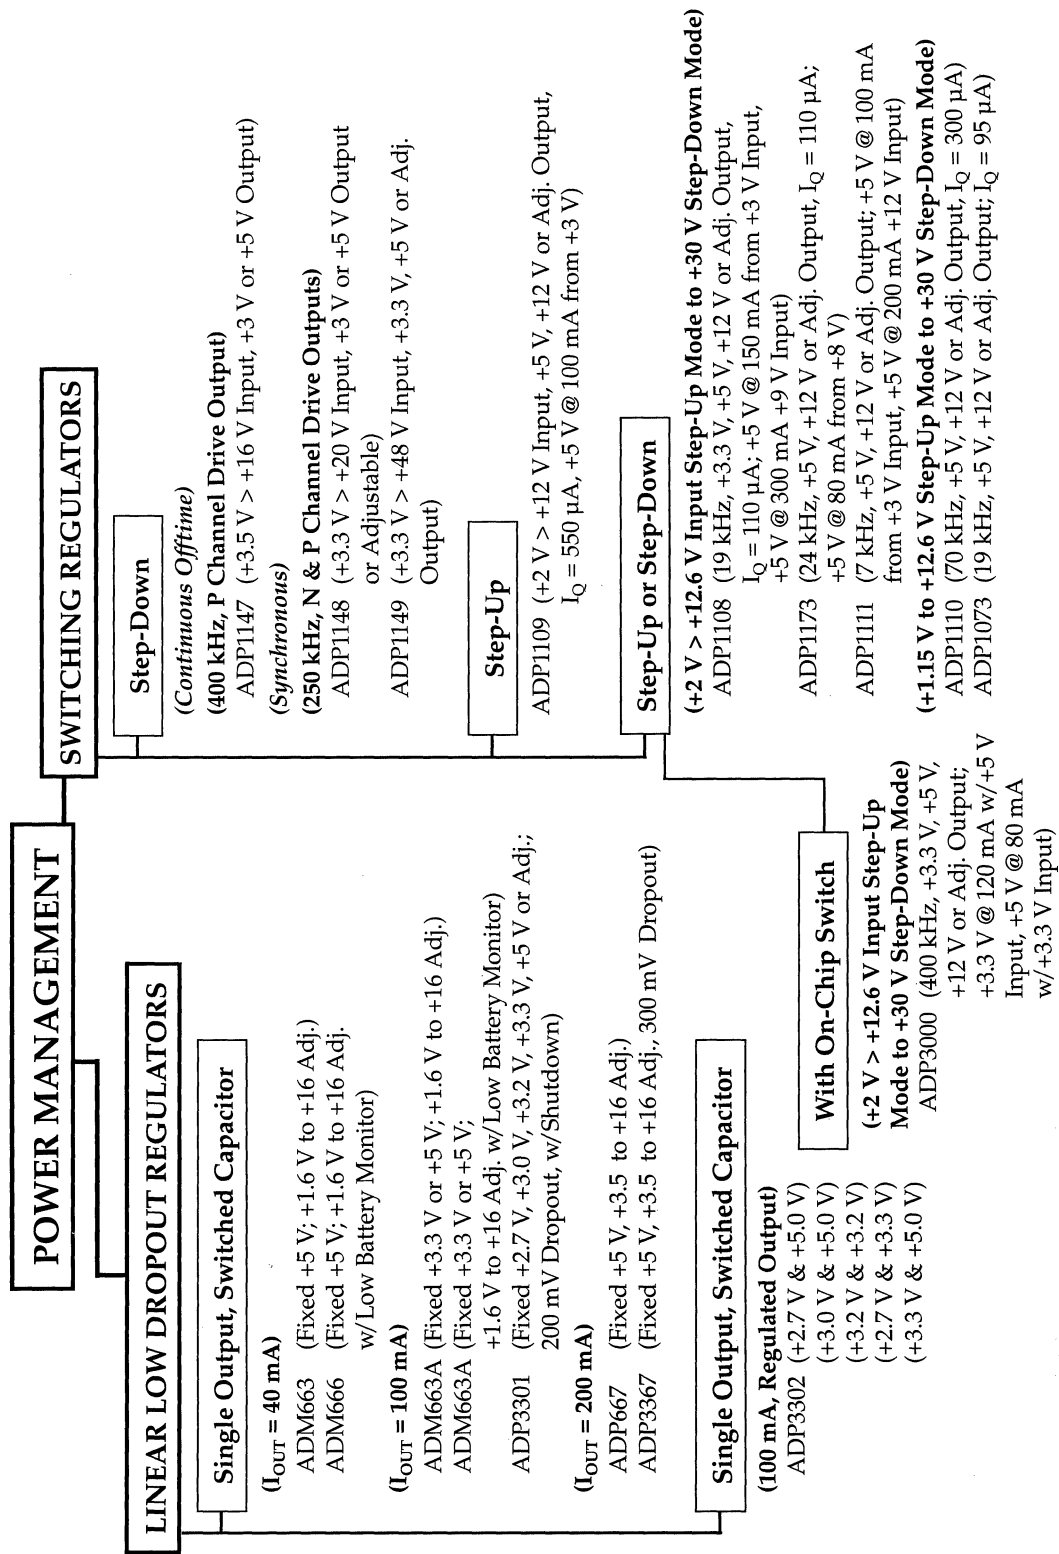 POWER MANAGEMENT
LINEAR LOW DROPOUT REGULATORS
Single Output, Switched Capacitor
(IOUT = 40 mA)
ADM663 (Fixed +5 V; +1.6 V to +16 Adj.)
ADM666 (Fixed +5 V; +1.6 V to +16 Adj.
w/Low Battery Monitor)
(IOUT = 100 mA)
ADM663A (Fixed +3.3 V or +5 V; +1.6 V to +16 Adj.)
ADM663A (Fixed +3.3 V or +5 V;
+1.6 V to +16 Adj. w/Low Battery Monitor)
ADP3301 (Fixed +2.7 V, +3.0 V, +3.2 V, +3.3 V, +5 V or Adj.;
200 mV Dropout, w/Shutdown)
(IOUT = 200 mA)
ADP667 (Fixed +5 V, +3.5 to +16 Adj.)
ADP3367 (Fixed +5 V, +3.5 to +16 Adj., 300 mV Dropout)
Single Output, Switched Capacitor
(100 mA, Regulated Output)
ADP3302 (+2.7 V & +5.0 V)
(+3.0 V & +5.0 V)
(+3.2 V & +3.2 V)
(+2.7 V & +3.3 V)
(+3.3 V & +5.0 V)
SWITCHING REGULATORS
Step-Down
(Continuous Offtime)
(400 kHz, P Channel Drive Output)
ADP1147 (+3.5 V > +16 V Input, +3 V or +5 V Output)
(Synchronous)
(250 kHz, N & P Channel Drive Outputs)
ADP1148 (+3.3 V > +20 V Input, +3 V or +5 V Output
or Adjustable)
ADP1149 (+3.3 V > +48 V Input, +3.3 V, +5 V or Adj.
Output)
Step-Up
ADP1109 (+2 V > +12 V Input, +5 V, +12 V or Adj. Output,
IQ = 550 µA, +5 V @ 100 mA from +3 V)
Step-Up or Step-Down
(+2 V > +12.6 V Input Step-Up Mode to +30 V Step-Down Mode)
ADP1108 (19 kHz, +3.3 V, +5 V, +12 V or Adj. Output,
IQ = 110 µA; +5 V @ 150 mA from +3 V Input,
+5 V @ 300 mA +9 V Input)
ADP1173 (24 kHz, +5 V, +12 V or Adj. Output, IQ = 110 µA;
+5 V @ 80 mA from +8 V)
ADP1111 (7 kHz, +5 V, +12 V or Adj. Output; +5 V @ 100 mA
from +3 V Input, +5 V @ 200 mA +12 V Input)
(+1.15 V to +12.6 V Step-Up Mode to +30 V Step-Down Mode)
ADP1110 (70 kHz, +5 V, +12 V or Adj. Output, IQ = 300 µA)
ADP1073 (19 kHz, +5 V, +12 V or Adj. Output; IQ = 95 µA)
With On-Chip Switch
(+2 V > +12.6 V Input Step-Up
Mode to +30 V Step-Down Mode)
ADP3000 (400 kHz, +3.3 V, +5 V,
+12 V or Adj. Output;
+3.3 V @ 120 mA w/+5 V
Input, +5 V @ 80 mA
w/+3.3 V Input)